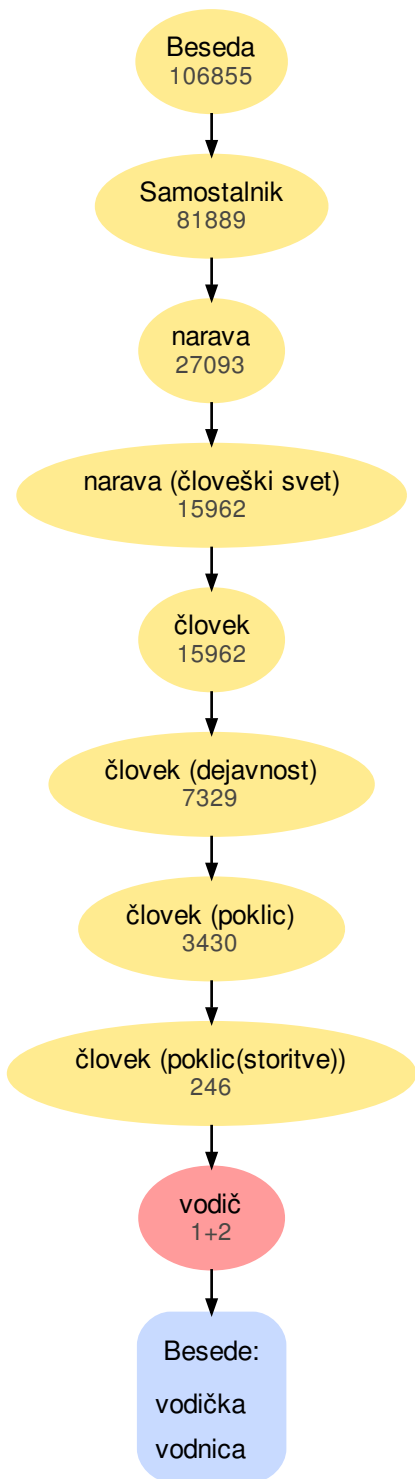 Beseda
106855
Samostalnik
81889
narava
27093
narava (človeški svet)
15962
človek
15962
človek (dejavnost)
7329
človek (poklic)
3430
človek (poklic(storitve))
246
vodič
1+2
Besede:
vodička
vodnica